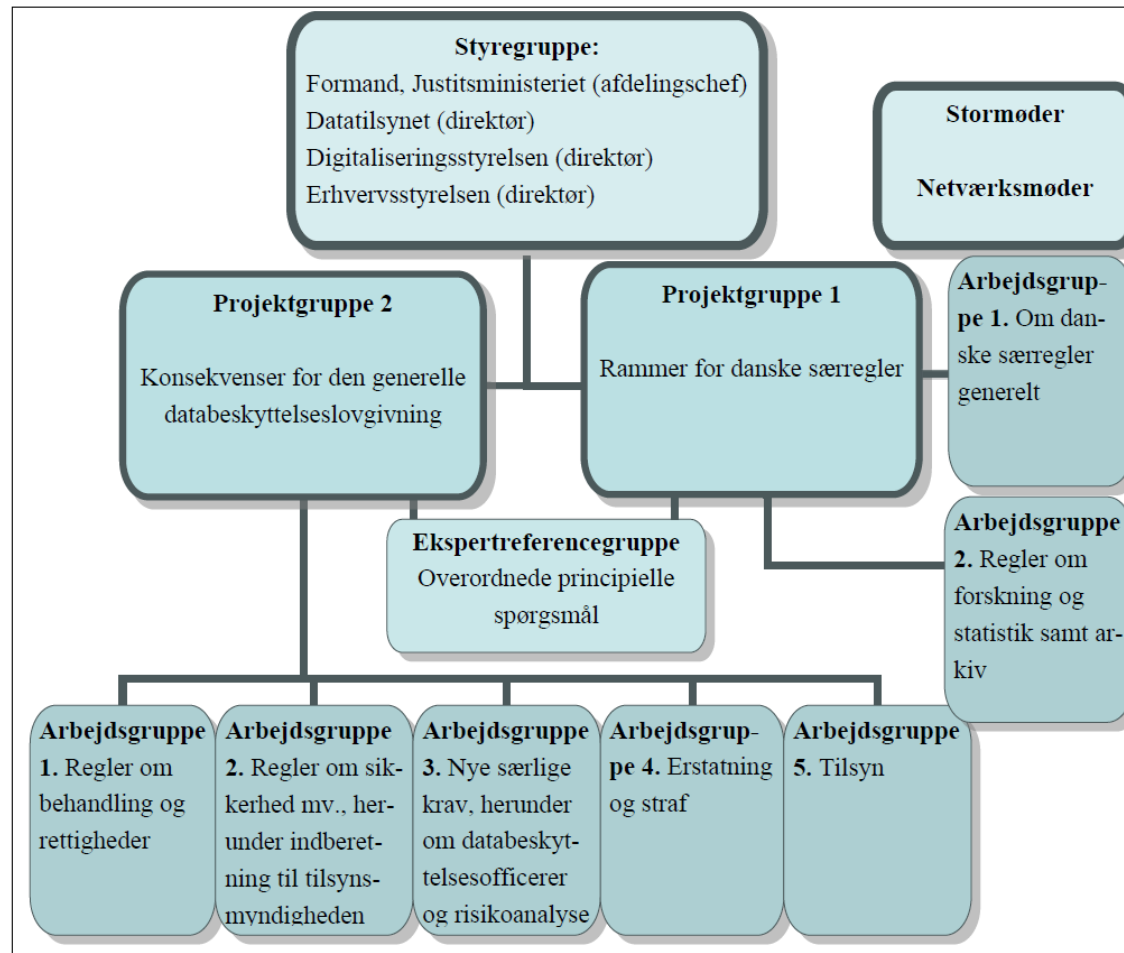 Styregruppe:
Formand, Justitsministeriet (afdelingschef)
Datatilsynet (direktør)
Digitaliseringsstyrelsen (direktør)
Erhvervsstyrelsen (direktør)
Stormøder
Netværksmøder
Projektgruppe 2
Konsekvenser for den generelle
databeskyttelseslovgivning
Projektgruppe 1
Rammer for danske særregler
Arbejdsgrup-
pe 1. Om dan-
ske særregler
generelt
Ekspertreferencegruppe
Overordnede principielle
spørgsmål
Arbejdsgruppe
2. Regler om
forskning og
statistik samt ar-
kiv
Arbejdsgruppe
1. Regler om
behandling og
rettigheder
Arbejdsgruppe
2. Regler om sik-
kerhed mv., her-
under indberet-
ning til tilsyns-
myndigheden
Arbejdsgruppe
3. Nye særlige
krav, herunder
om databeskyt-
telsesofficerer
og risikoanalyse
Arbejdsgrup-
pe 4. Erstatning
og straf
Arbejdsgruppe
5. Tilsyn